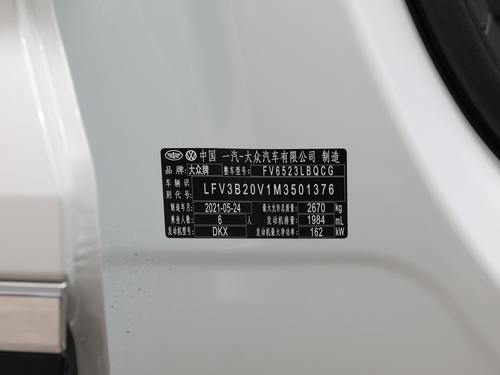 中国 一汽-大众汽车有限公司 制造
品牌: 大众牌 整车型号: FV6523LBQCG
车辆识别代号: LFV3B20V1M3501376
制造年月 2021-05-24 最大允许总质量: 2670 kg
乘坐人数: 6 人 发动机排量: 1984 mL
发动机型号: DKX 发动机最大净功率: 162 kW